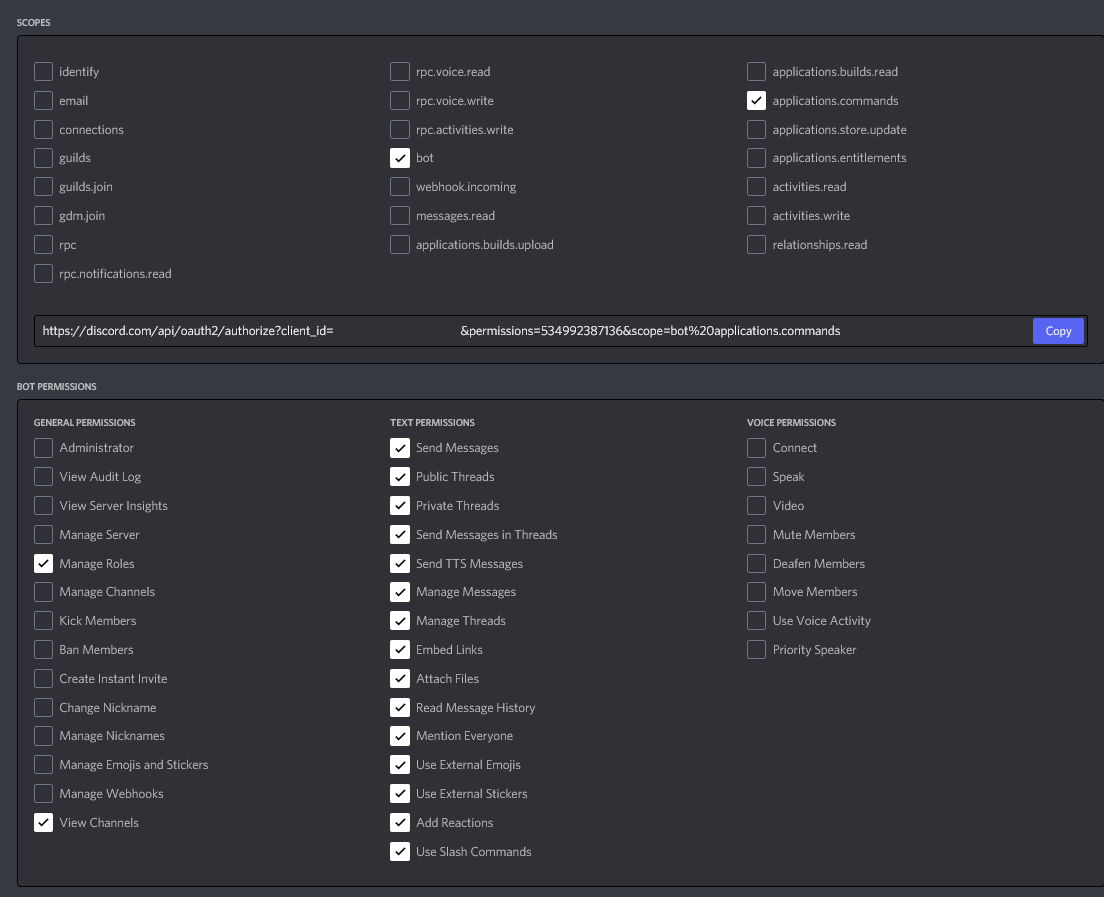 SCOPES
identify
email
connections
guilds
guilds.join
gdm.join
rpc
rpc.notifications.read
rpc.voice.read
rpc.voice.write
rpc.activities.write
bot
webhook.incoming
messages.read
applications.builds.upload
applications.builds.read
applications.commands
applications.store.update
applications.entitlements
activities.read
activities.write
relationships.read
https://discord.com/api/oauth2/authorize?client_id= &permissions=534992387136&scope=bot%20applications.commands
Copy
BOT PERMISSIONS
GENERAL PERMISSIONS
Administrator
View Audit Log
View Server Insights
Manage Server
Manage Roles
Manage Channels
Kick Members
Ban Members
Create Instant Invite
Change Nickname
Manage Nicknames
Manage Emojis and Stickers
Manage Webhooks
View Channels
TEXT PERMISSIONS
Send Messages
Public Threads
Private Threads
Send Messages in Threads
Send TTS Messages
Manage Messages
Manage Threads
Embed Links
Attach Files
Read Message History
Mention Everyone
Use External Emojis
Use External Stickers
Add Reactions
Use Slash Commands
VOICE PERMISSIONS
Connect
Speak
Video
Mute Members
Deafen Members
Move Members
Use Voice Activity
Priority Speaker